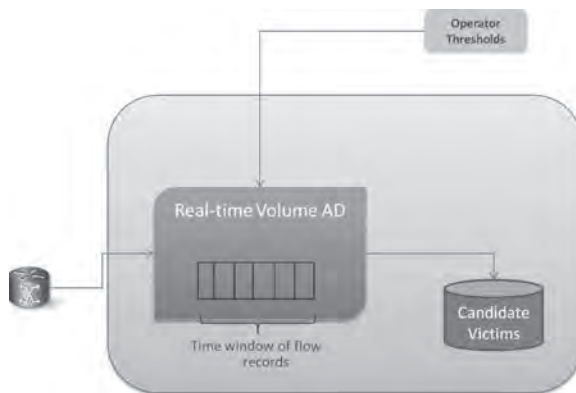 Operator
Thresholds
Real-time Volume AD
Time window of flow
records
Candidate
Victims